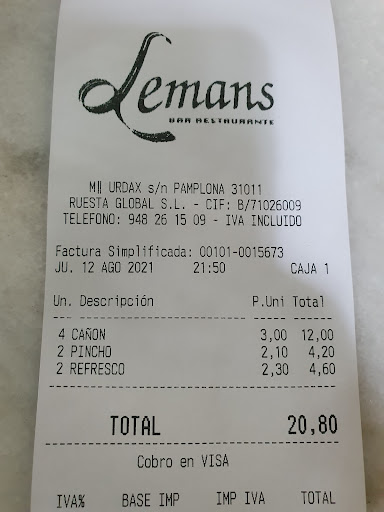 Lemans
BAR RESTAURANTE
M‖ URDAX s/n PAMPLONA 31011
RUESTA GLOBAL S.L. - CIF: B/71026009
TELEFONO: 948 26 15 09 - IVA INCLUIDO
Factura Simplificada: 00101-0015673
JU. 12 AGO 2021 21:50 CAJA 1
Un. Descripción P.Uni Total
4 CAÑON 3,00 12,00
2 PINCHO 2,10 4,20
2 REFRESCO 2,30 4,60
TOTAL 20,80
Cobro en VISA
IVA% BASE IMP IMP IVA TOTAL